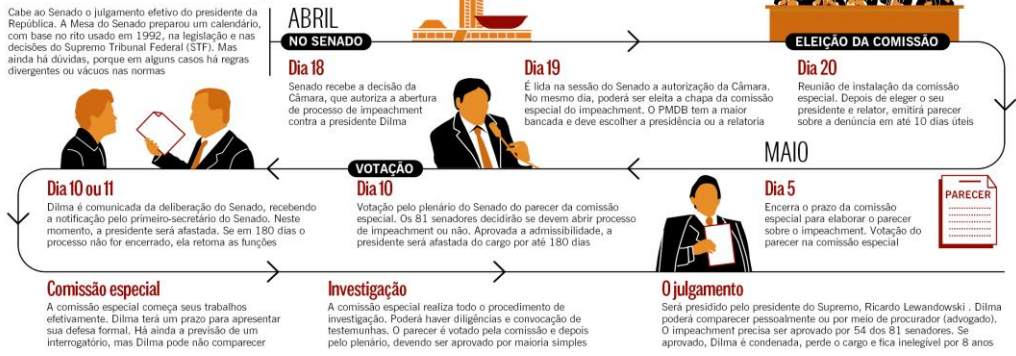 Cabe ao Senado o julgamento efetivo do presidente da
República. A Mesa do Senado preparou um calendário,
com base no rito usado em 1992, na legislação e nas
decisões do Supremo Tribunal Federal (STF). Mas
ainda há dúvidas, porque em alguns casos há regras
divergentes ou vácuos nas normas
ABRIL
NO SENADO
Dia 18
Senado recebe a decisão da
Câmara, que autoriza a abertura
de processo de impeachment
contra a presidente Dilma
Dia 19
É lida na sessão do Senado a autorização da Câmara.
No mesmo dia, poderá ser eleita a chapa da comissão
especial do impeachment. O PMDB tem a maior
bancada e deve escolher a presidência ou a relatoria
ELEIÇÃO DA COMISSÃO
Dia 20
Reunião de instalação da comissão
especial. Depois de eleger o seu
presidente e relator, emitirá parecer
sobre a denúncia em até 10 dias úteis
MAIO
Dia 5
Encerra o prazo da comissão
especial para elaborar o parecer
sobre o impeachment. Votação do
parecer na comissão especial
PARECER
VOTAÇÃO
Dia 10
Votação pelo plenário do Senado do parecer da comissão
especial. Os 81 senadores decidirão se devem abrir processo
de impeachment ou não. Aprovada a admissibilidade, a
presidente será afastada do cargo por até 180 dias
Dia 10 ou 11
Dilma é comunicada da deliberação do Senado, recebendo
a notificação pelo primeiro-secretário do Senado. Neste
momento, a presidente será afastada. Se em 180 dias o
processo não for encerrado, ela retoma as funções
Comissão especial
A comissão especial começa seus trabalhos
efetivamente. Dilma terá um prazo para apresentar
sua defesa formal. Há ainda a previsão de um
interrogatório, mas Dilma pode não comparecer
Investigação
A comissão especial realiza todo o procedimento de
investigação. Poderá haver diligências e convocação de
testemunhas. O parecer é votado pela comissão e depois
pelo plenário, devendo ser aprovado por maioria simples
O julgamento
Será presidido pelo presidente do Supremo, Ricardo Lewandowski . Dilma
poderá comparecer pessoalmente ou por meio de procurador (advogado).
O impeachment precisa ser aprovado por 54 dos 81 senadores. Se
aprovado, Dilma é condenada, perde o cargo e fica inelegível por 8 anos